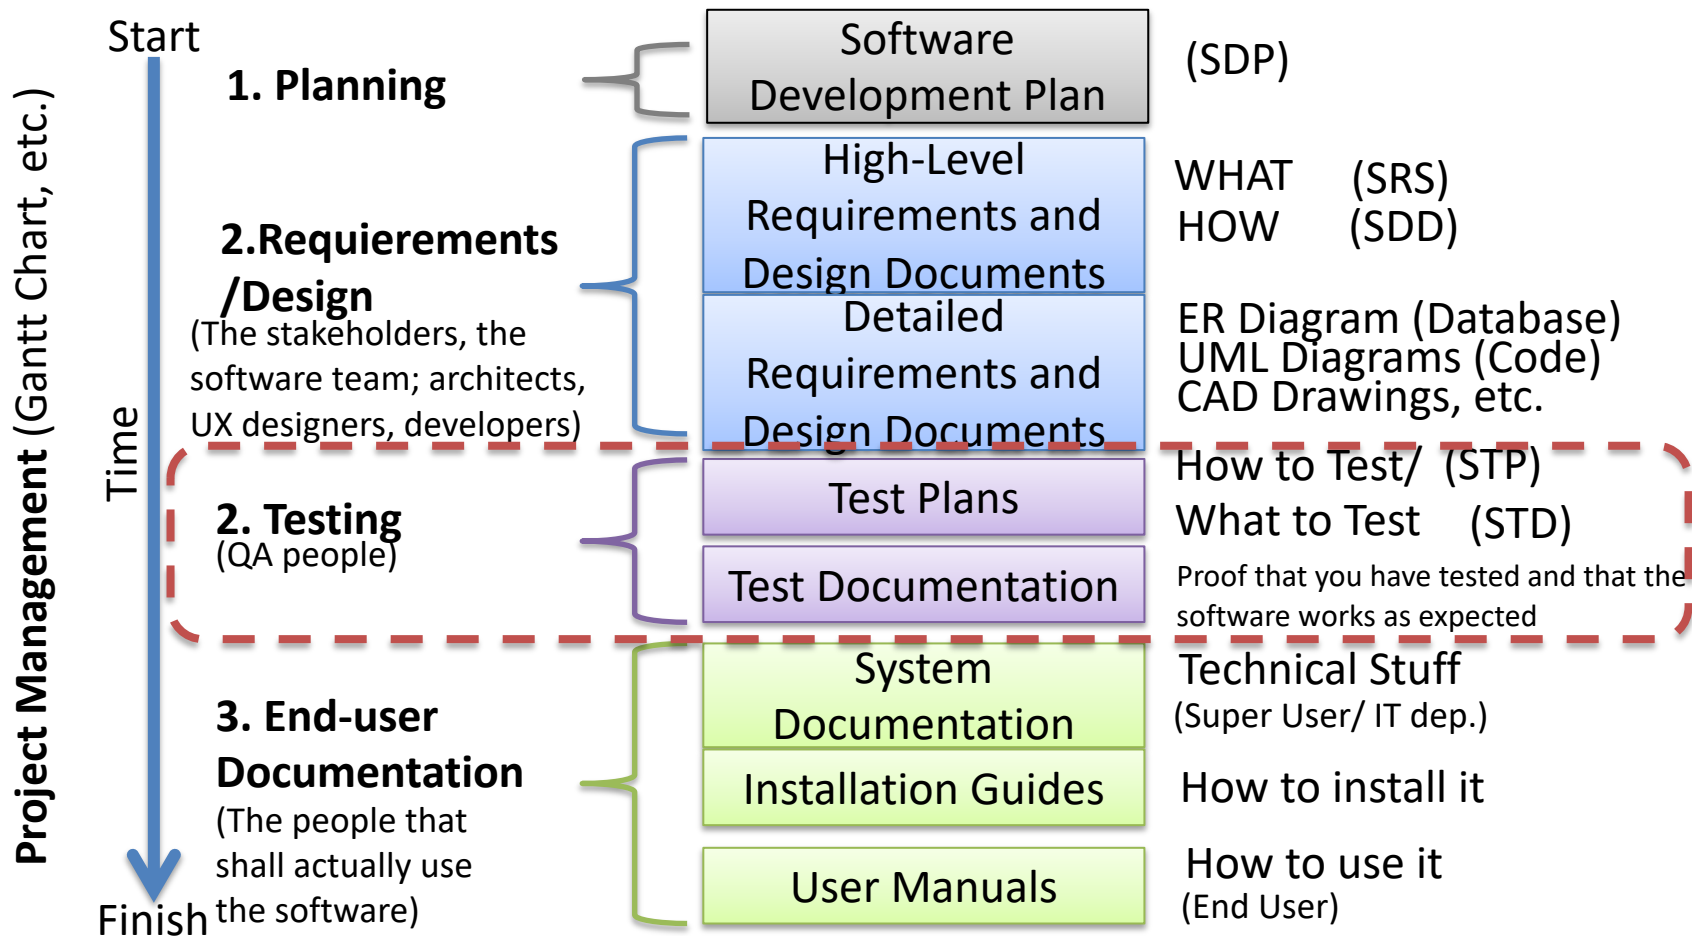 Project Management (Gantt Chart, etc.)
Start
Time
Finish
1. Planning
Software
Development Plan
(SDP)
2.Requierements
/Design
(The stakeholders, the
software team; architects,
UX designers, developers)
High-Level
Requirements and
Design Documents
WHAT (SRS)
HOW (SDD)
Detailed
Requirements and
Design Documents
ER Diagram (Database)
UML Diagrams (Code)
CAD Drawings, etc.
2. Testing
(QA people)
Test Plans
How to Test/ (STP)
What to Test (STD)
Test Documentation
Proof that you have tested and that the
software works as expected
3. End-user
Documentation
(The people that
shall actually use
the software)
System
Documentation
Technical Stuff
(Super User/ IT dep.)
Installation Guides
How to install it
User Manuals
How to use it
(End User)